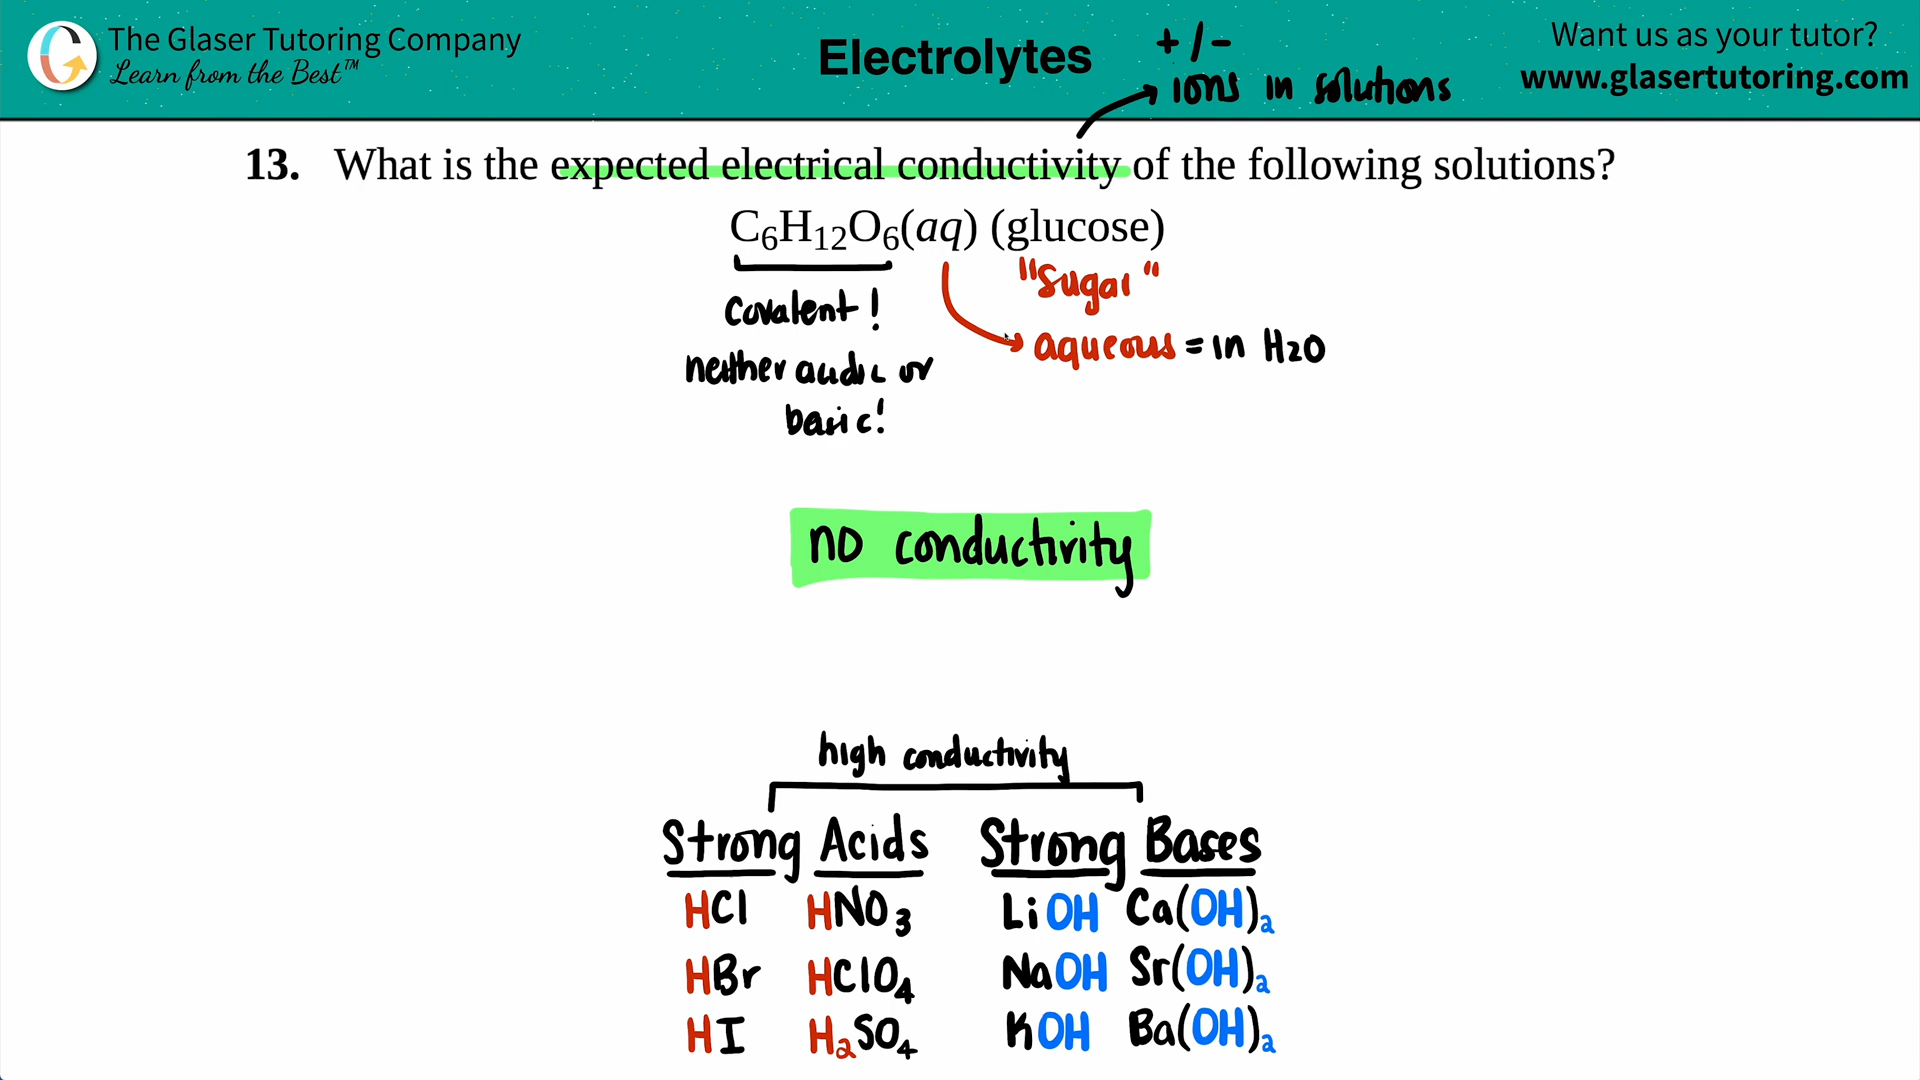 The Glaser Tutoring Company
Learn from the Best™
Electrolytes
+/-
ions in solutions
Want us as your tutor?
www.glasertutoring.com
13. What is the expected electrical conductivity of the following solutions?
C₆H₁₂O₆(aq) (glucose)
"Sugar"
covalent!
aqueous = in H₂O
neither acidic or
basic!
no conductivity
high conductivity
Strong Acids Strong Bases
HCl HNO₃ LiOH Ca(OH)₂
HBr HClO₄ NaOH Sr(OH)₂
HI H₂SO₄ KOH Ba(OH)₂